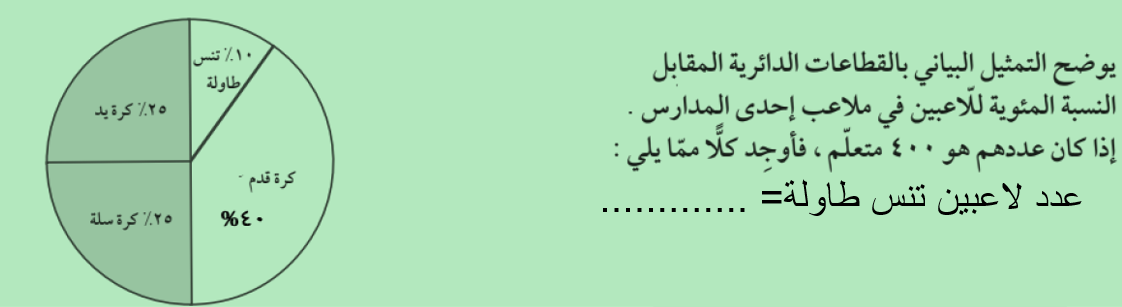 يوضح التمثيل البياني بالقطاعات الدائرية المقابل
النسبة المئوية للّاعبين في ملاعب إحدى المدارس .
إذا كان عددهم هو ٤٠٠ متعلّم ، فأوجِد كلًّا ممّا يلي :
عدد لاعبين تنس طاولة= .............
١٠٪ تنس
طاولة
٢٥٪ كرة يد
كرة قدم -
%٤٠
٢٥٪ كرة سلة